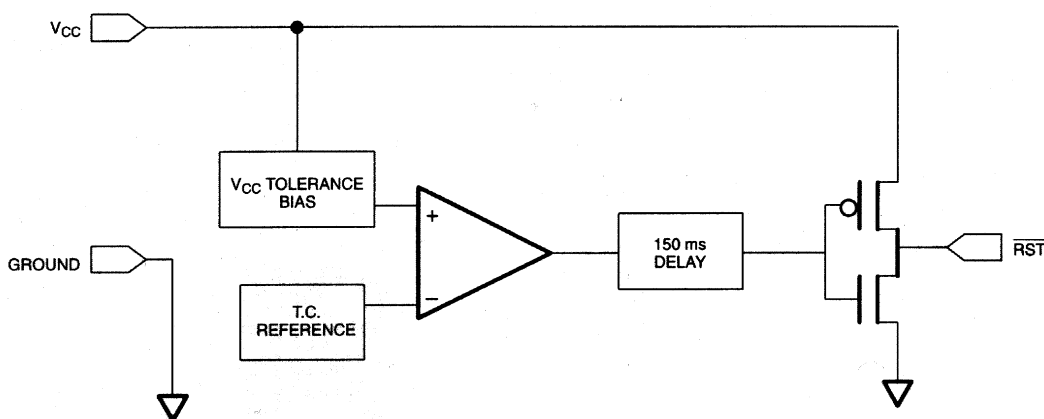 VCC
VCC TOLERANCE
BIAS
+
150 ms
DELAY
RST
GROUND
−
T.C.
REFERENCE